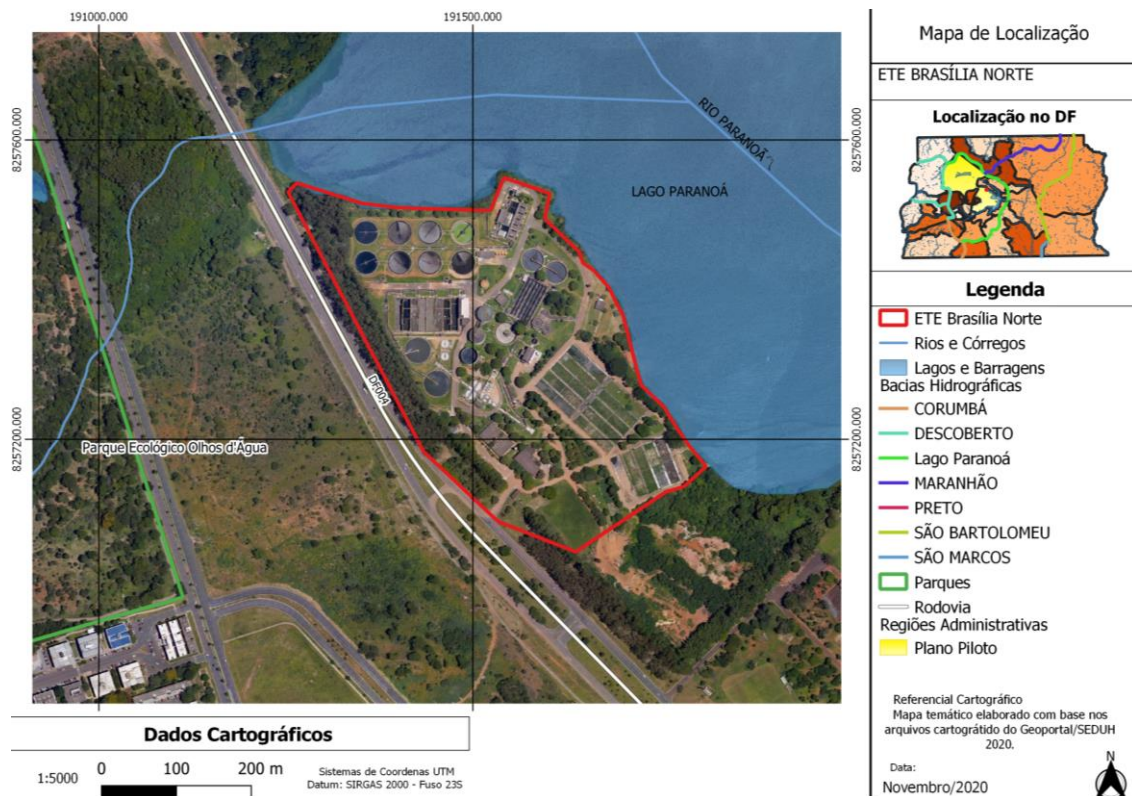 191000.000
191500.000
8257600.000
8257600.000
RIO PARANOÁ
LAGO PARANOÁ
DF004
8257200.000
8257200.000
Parque Ecológico Olhos d'Água
Mapa de Localização
ETE BRASÍLIA NORTE
Localização no DF
Legenda
ETE Brasília Norte
Rios e Córregos
Lagos e Barragens
Bacias Hidrográficas
CORUMBÁ
DESCOBERTO
Lago Paranoá
MARANHÃO
PRETO
SÃO BARTOLOMEU
SÃO MARCOS
Parques
Rodovia
Regiões Administrativas
Plano Piloto
Referencial Cartográfico
Mapa temático elaborado com base nos
arquivos cartográtido do Geoportal/SEDUH
2020.
Data:
Novembro/2020
N
Dados Cartográficos
1:5000
0 100 200 m
Sistemas de Coordenas UTM
Datum: SIRGAS 2000 - Fuso 23S